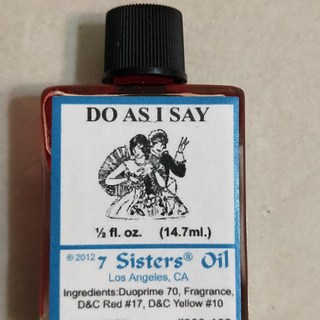 DO AS I SAY
½ fl. oz. (14.7ml.)
© 2012 7 Sisters® Oil
Los Angeles, CA
Ingredients:Duoprime 70, Fragrance,
D&C Red #17, D&C Yellow #10